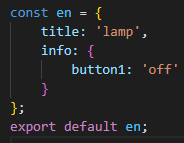 const en = {
    title: 'lamp',
    info: {
        button1: 'off'
    }
};
export default en;